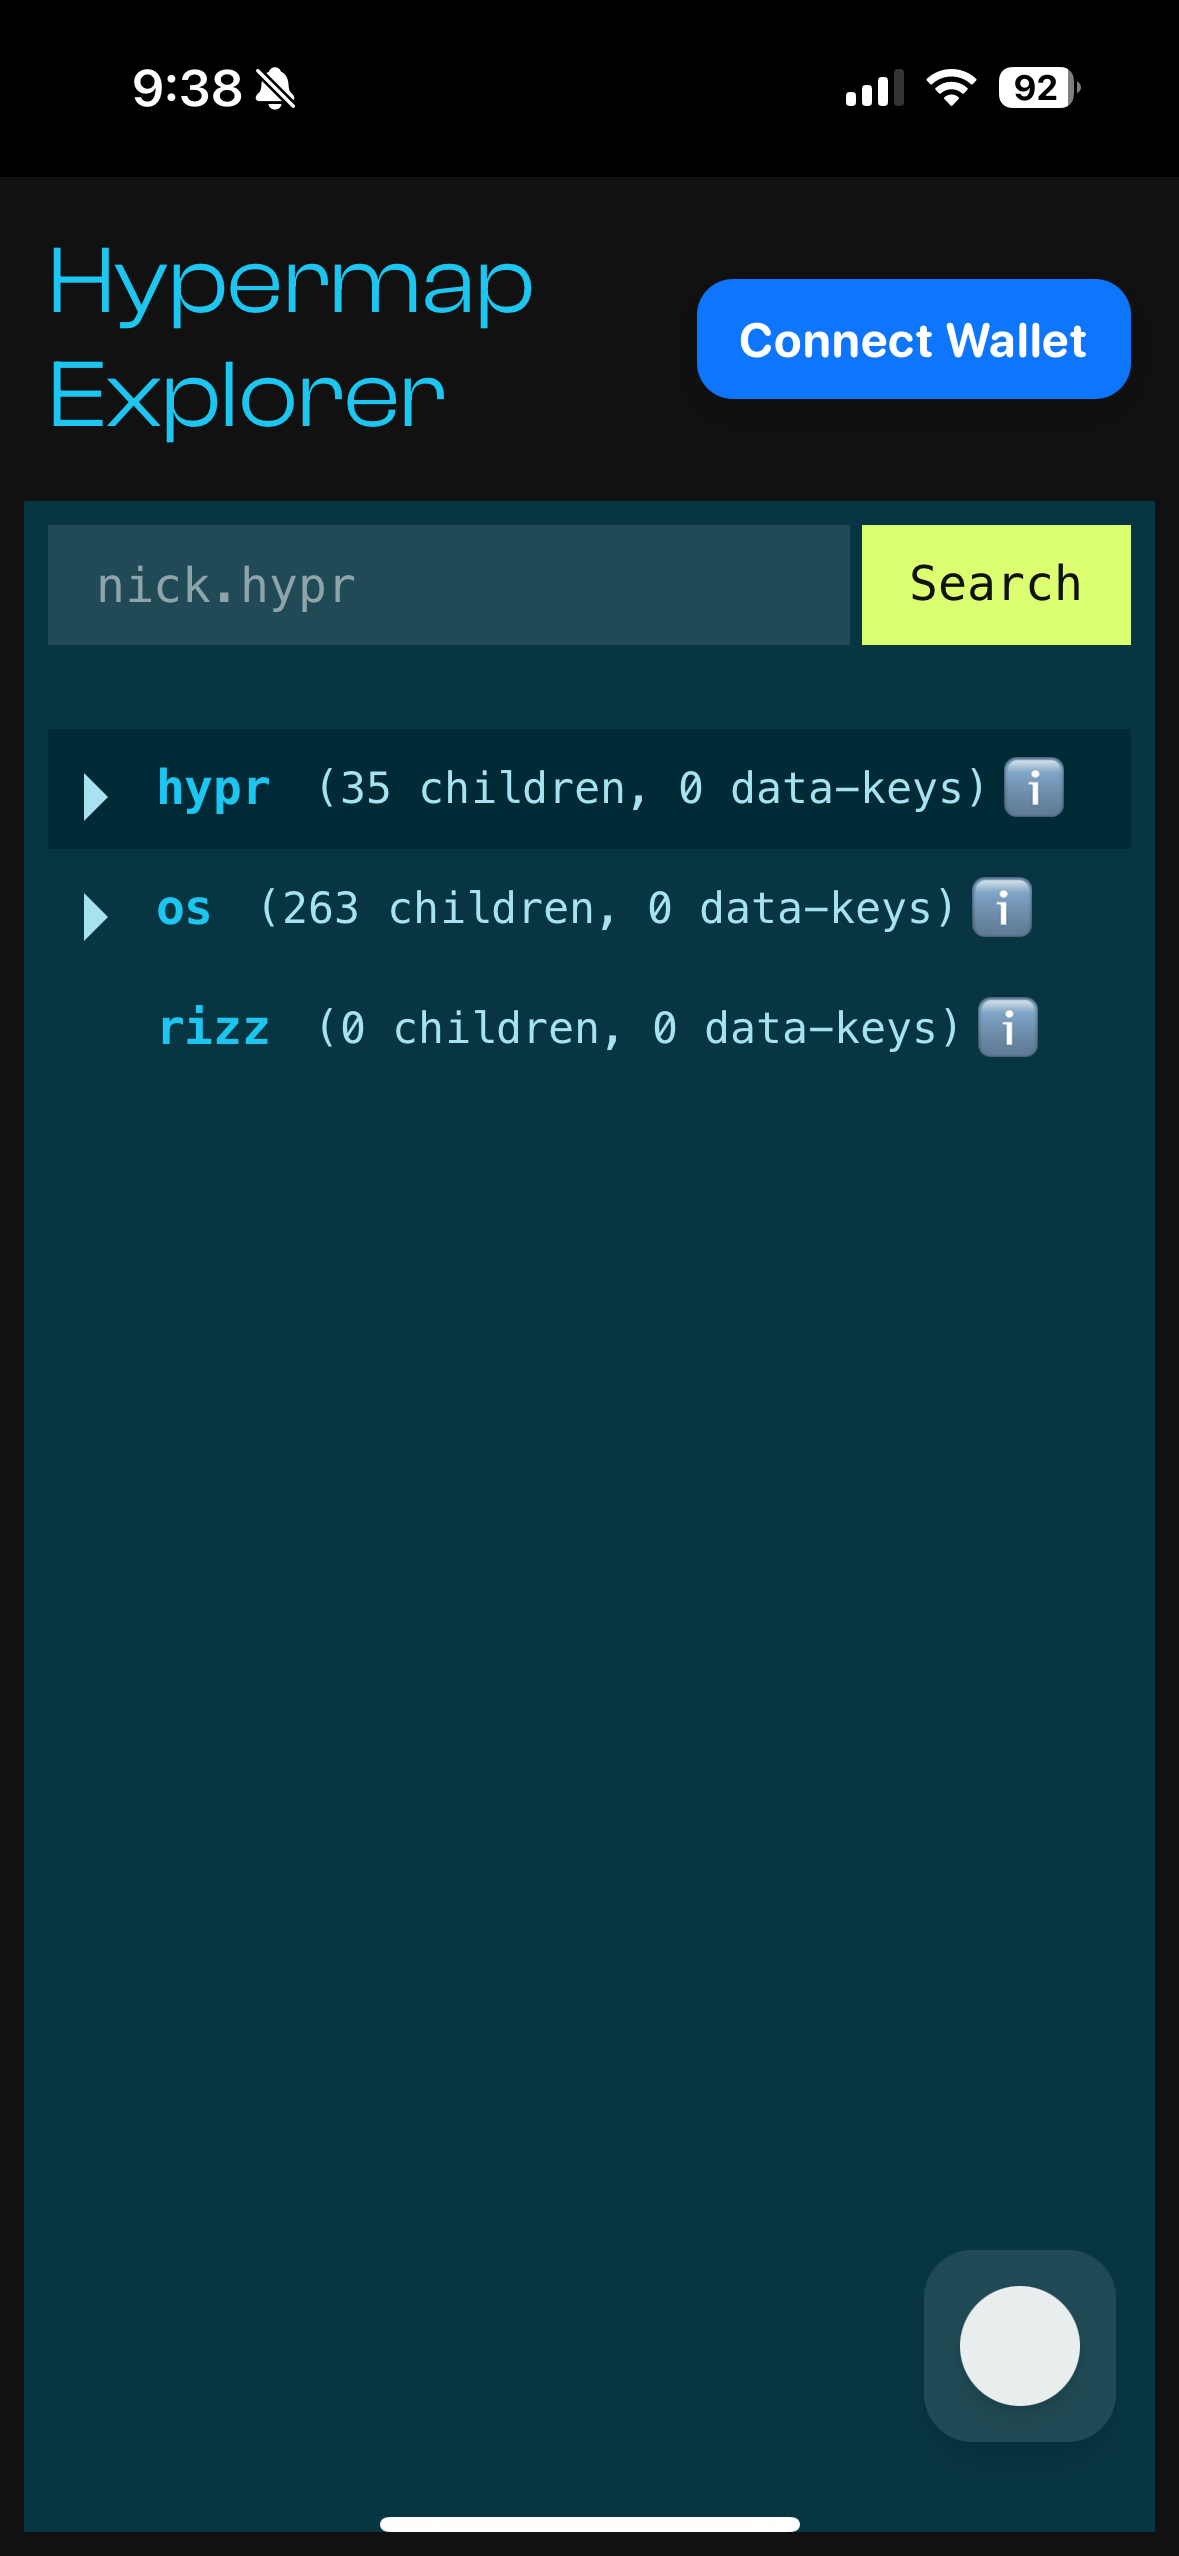 9:38
92
Hypermap
Explorer
Connect Wallet
nick.hypr
Search
hypr (35 children, 0 data-keys) ℹ️
os (263 children, 0 data-keys) ℹ️
rizz (0 children, 0 data-keys) ℹ️